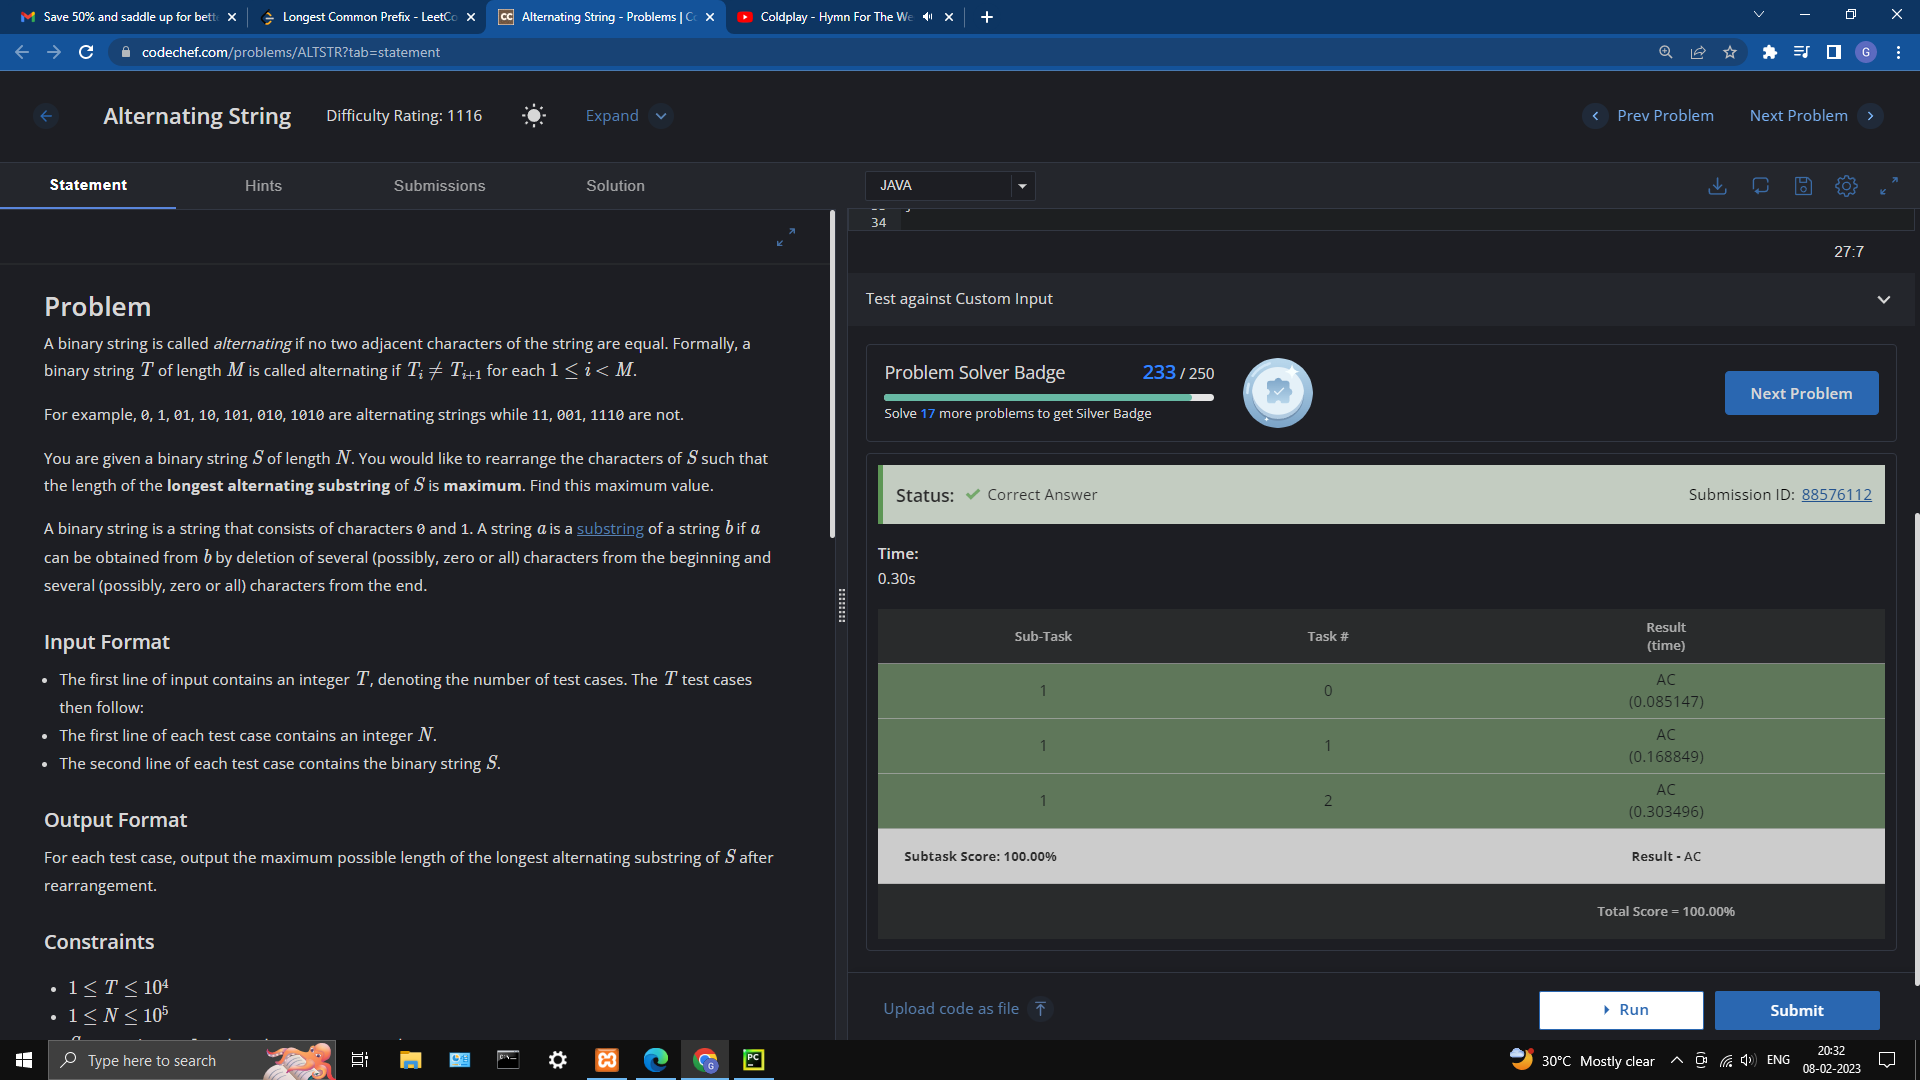 Save 50% and saddle up for bett
Longest Common Prefix - LeetCo
CC Alternating String - Problems | Co
Coldplay - Hymn For The We
codechef.com/problems/ALTSTR?tab=statement
G
Alternating String
Difficulty Rating: 1116
Expand
Prev Problem
Next Problem
Statement
Hints
Submissions
Solution
JAVA
34
27:7
Problem
A binary string is called alternating if no two adjacent characters of the string are equal. Formally, a
binary string T of length M is called alternating if T_i ≠ T_{i+1} for each 1 ≤ i < M.
For example, 0, 1, 01, 10, 101, 010, 1010 are alternating strings while 11, 001, 1110 are not.
You are given a binary string S of length N. You would like to rearrange the characters of S such that
the length of the longest alternating substring of S is maximum. Find this maximum value.
A binary string is a string that consists of characters 0 and 1. A string a is a substring of a string b if a
can be obtained from b by deletion of several (possibly, zero or all) characters from the beginning and
several (possibly, zero or all) characters from the end.
Input Format
• The first line of input contains an integer T, denoting the number of test cases. The T test cases
then follow:
• The first line of each test case contains an integer N.
• The second line of each test case contains the binary string S.
Output Format
For each test case, output the maximum possible length of the longest alternating substring of S after
rearrangement.
Constraints
• 1 ≤ T ≤ 10⁴
• 1 ≤ N ≤ 10⁵
Test against Custom Input
Problem Solver Badge
233 / 250
Solve 17 more problems to get Silver Badge
Next Problem
Status: ✓ Correct Answer
Submission ID: 88576112
Time:
0.30s
Sub-Task Task # Result
(time)
1 0 AC
(0.085147)
1 1 AC
(0.168849)
1 2 AC
(0.303496)
Subtask Score: 100.00% Result - AC
Total Score = 100.00%
Upload code as file
Run
Submit
Type here to search
PC
30°C Mostly clear
ENG
20:32
08-02-2023